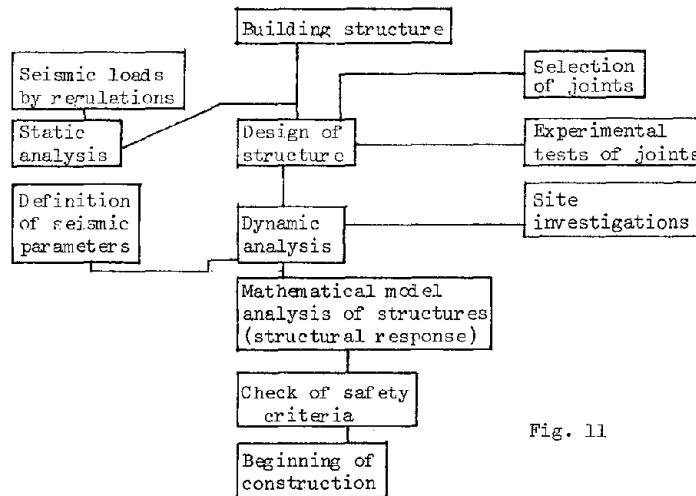 Building structure
Seismic loads
by regulations
Selection
of joints
Static
analysis
Design of
structure
Experimental
tests of joints
Definition
of seismic
parameters
Dynamic
analysis
Site
investigations
Mathematical model
analysis of structures
(structural response)
Check of safety
criteria
Beginning of
construction
Fig. 11